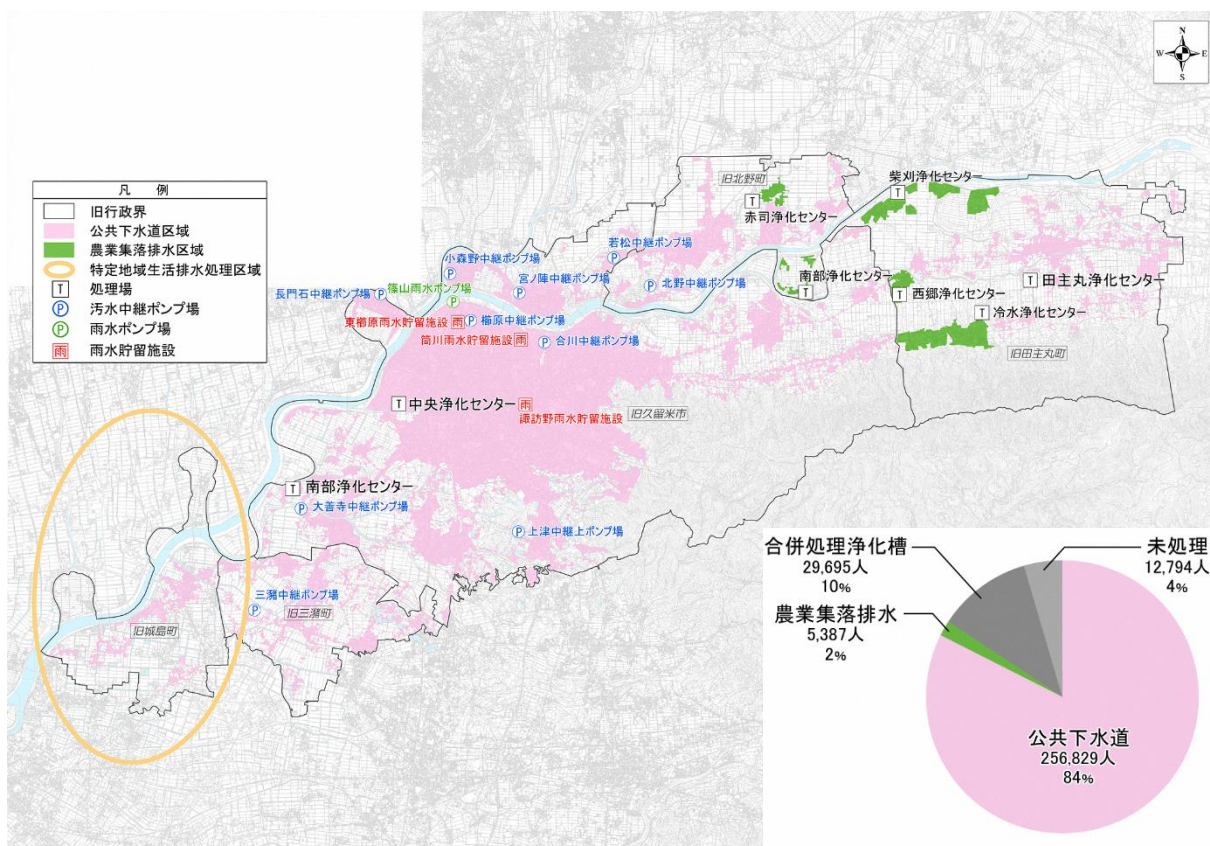 N
W E
S
凡 例
旧行政界
公共下水道区域
農業集落排水区域
特定地域生活排水処理区域
T 処理場
P 汚水中継ポンプ場
P 雨水ポンプ場
雨 雨水貯留施設
旧北野町
柴刈浄化センター
T
T
赤司浄化センター
若松中継ポンプ場
P
小森野中継ポンプ場
P
宮ノ陣中継ポンプ場
P
P 北野中継ポンプ場
南部浄化センター
T
T 田主丸浄化センター
T 西郷浄化センター
T 冷水浄化センター
長門石中継ポンプ場 P
篠山雨水ポンプ場
P
東櫛原雨水貯留施設 雨
P 櫛原中継ポンプ場
筒川雨水貯留施設 雨
P 合川中継ポンプ場
旧田主丸町
T 中央浄化センター
雨
諏訪野雨水貯留施設
旧久留米市
T 南部浄化センター
P 大善寺中継ポンプ場
P 上津中継上ポンプ場
三潴中継ポンプ場
P
旧三潴町
旧城島町
合併処理浄化槽
29,695人
10%
未処理
12,794人
4%
農業集落排水
5,387人
2%
公共下水道
256,829人
84%